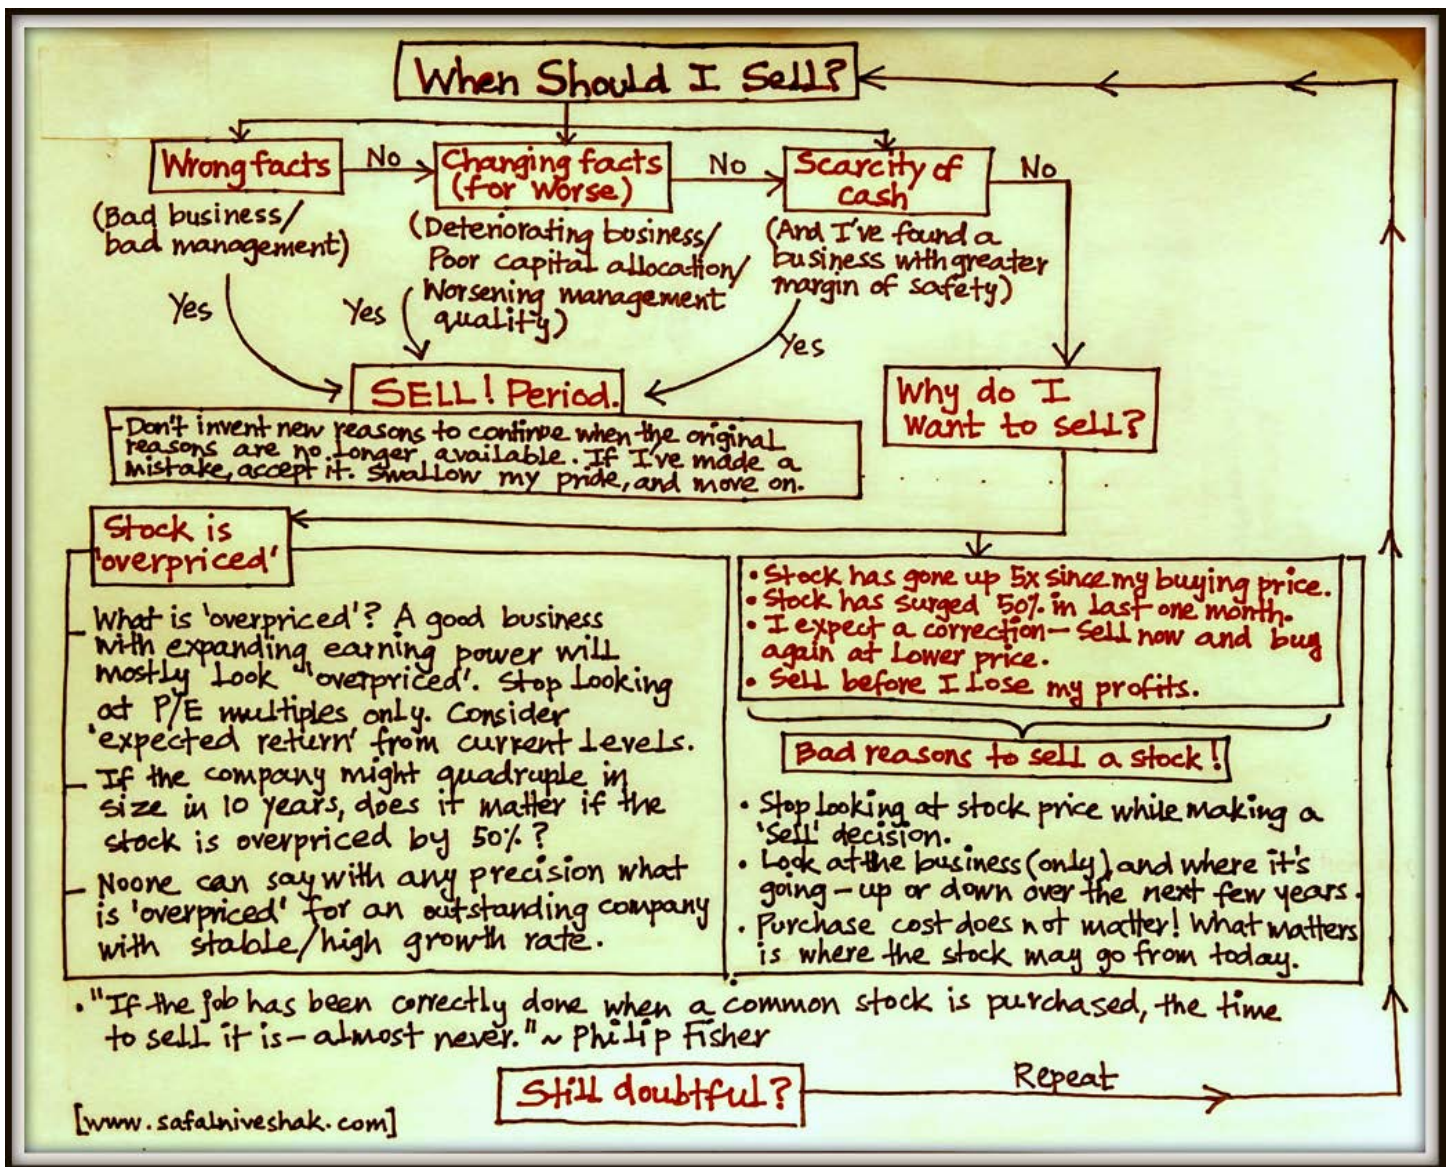 When Should I Sell?
Wrong facts
No
Changing facts
(for worse)
No
Scarcity of
cash
No
(Bad business/
bad management)
(Deteriorating business/
Poor capital allocation/
Worsening management
quality)
(And I've found a
business with greater
margin of safety)
Yes
Yes
Yes
SELL! Period.
- Don't invent new reasons to continue when the original
reasons are no longer available. If I've made a
mistake, accept it. Swallow my pride, and move on.
Why do I
want to sell?
Stock is
'overpriced'
- What is 'overpriced'? A good business
with expanding earning power will
mostly look 'overpriced'. Stop looking
at P/E multiples only. Consider
'expected return' from current levels.
- If the company might quadruple in
size in 10 years, does it matter if the
stock is overpriced by 50%?
- Noone can say with any precision what
is 'overpriced' for an outstanding company
with stable/high growth rate.
• Stock has gone up 5x since my buying price.
• Stock has surged 50% in last one month.
• I expect a correction - Sell now and buy
again at lower price.
• Sell before I lose my profits.
Bad reasons to sell a stock!
• Stop looking at stock price while making a
'sell' decision.
• Look at the business (only) and where it's
going - up or down over the next few years.
• Purchase cost does not matter! What matters
is where the stock may go from today.
• "If the job has been correctly done when a common stock is purchased, the time
to sell it is - almost never." ~ Philip Fisher
Still doubtful?
Repeat
[www.safalniveshak.com]